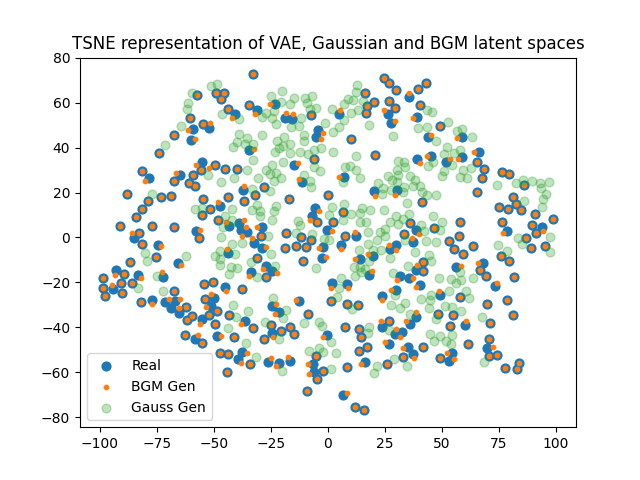 TSNE representation of VAE, Gaussian and BGM latent spaces
80
60
40
20
0
−20
−40
−60
−80
Real
BGM Gen
Gauss Gen
−100 −75 −50 −25 0 25 50 75 100